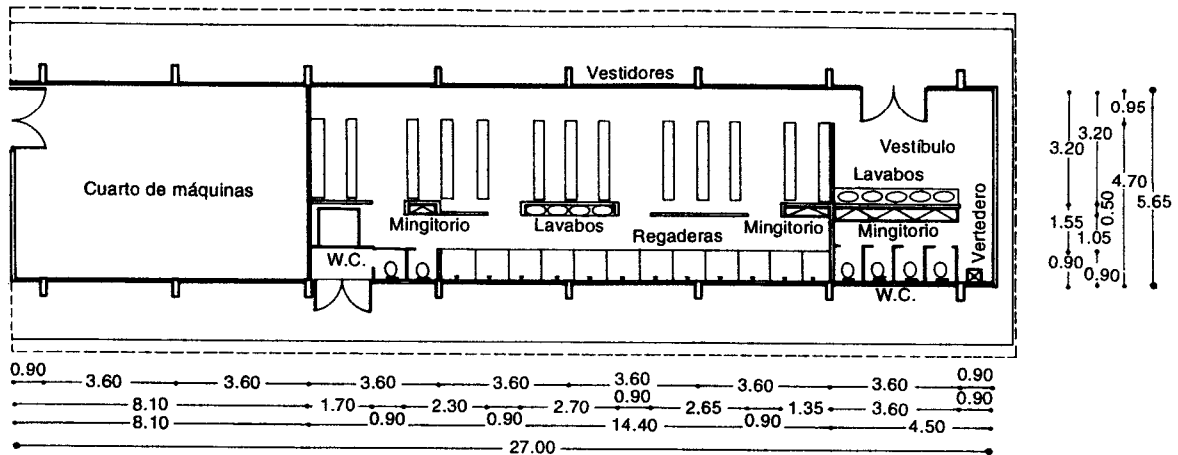 Vestidores
Cuarto de máquinas
Vestíbulo
Lavabos
Mingitorio
Lavabos
Regaderas
Mingitorio
Mingitorio
Vertedero
W.C.
W.C.
0.95
3.20
3.20
4.70
5.65
0.50
1.55
1.05
0.90
0.90
0.90
3.60
3.60
3.60
3.60
3.60
3.60
3.60
0.90
8.10
1.70
2.30
2.70
0.90
2.65
1.35
3.60
0.90
8.10
0.90
0.90
14.40
0.90
4.50
27.00